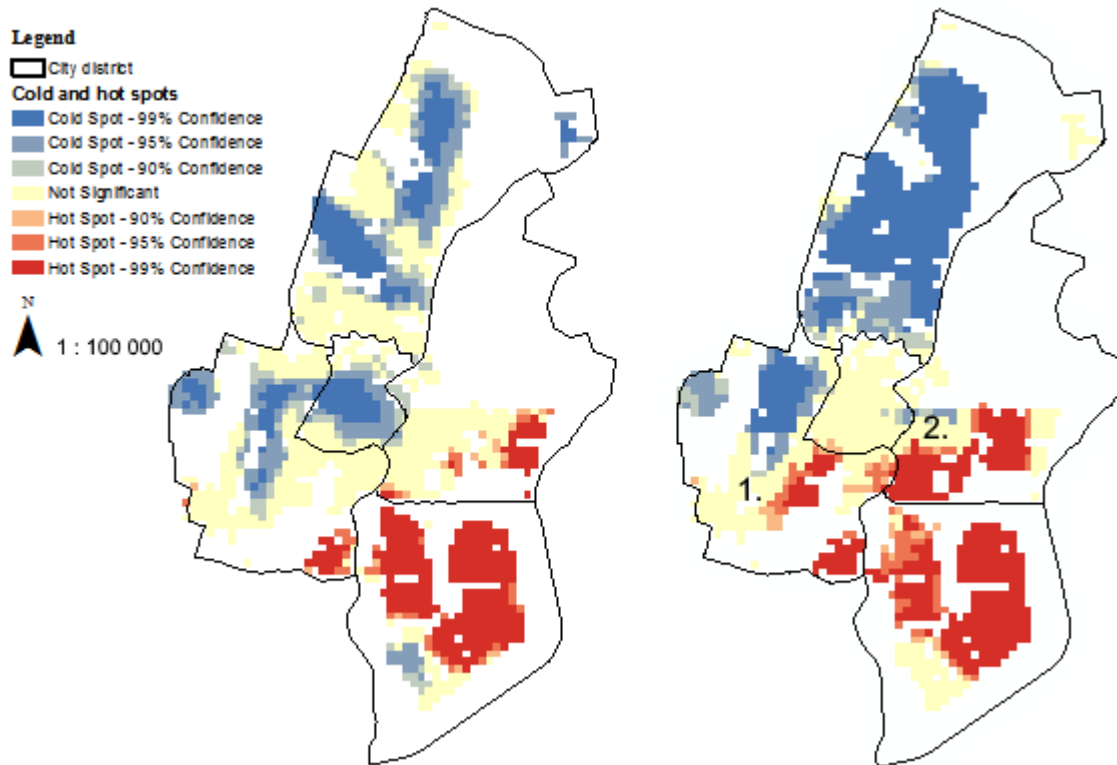 Legend
City district
Cold and hot spots
Cold Spot - 99% Confidence
Cold Spot - 95% Confidence
Cold Spot - 90% Confidence
Not Significant
Hot Spot - 90% Confidence
Hot Spot - 95% Confidence
Hot Spot - 99% Confidence
N
1 : 100 000
2.
1.